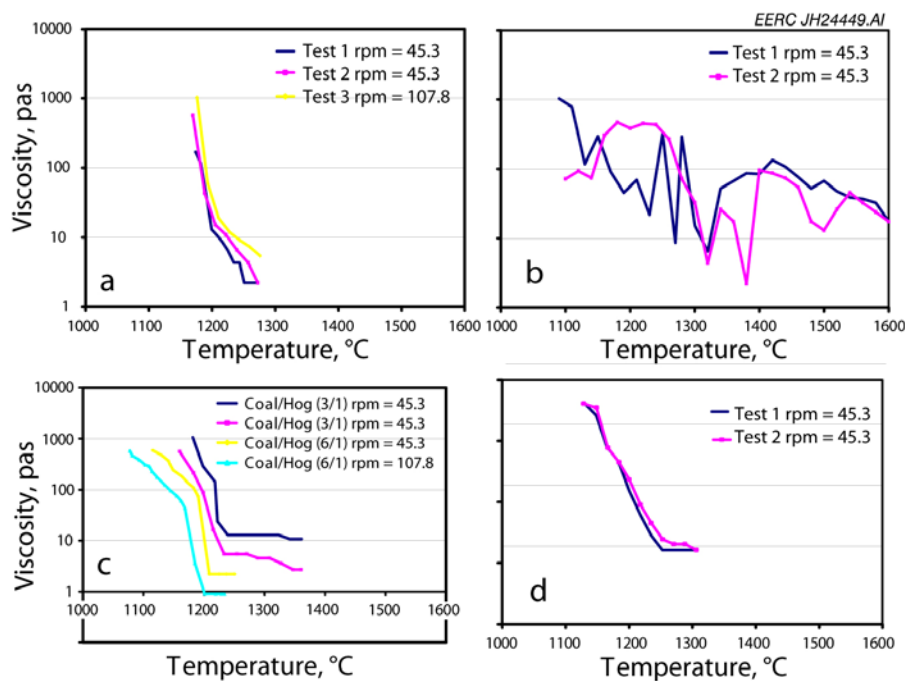 EERC JH24449.AI
10000
1000
100
10
1
Viscosity, pas
Test 1 rpm = 45.3
Test 2 rpm = 45.3
Test 3 rpm = 107.8
a
1000 1100 1200 1300 1400 1500 1600
Temperature, °C
Test 1 rpm = 45.3
Test 2 rpm = 45.3
b
1000 1100 1200 1300 1400 1500 1600
Temperature, °C
10000
1000
100
10
1
Viscosity, pas
Coal/Hog (3/1) rpm = 45.3
Coal/Hog (3/1) rpm = 45.3
Coal/Hog (6/1) rpm = 45.3
Coal/Hog (6/1) rpm = 107.8
c
1000 1100 1200 1300 1400 1500 1600
Temperature, °C
Test 1 rpm = 45.3
Test 2 rpm = 45.3
d
1000 1100 1200 1300 1400 1500 1600
Temperature, °C